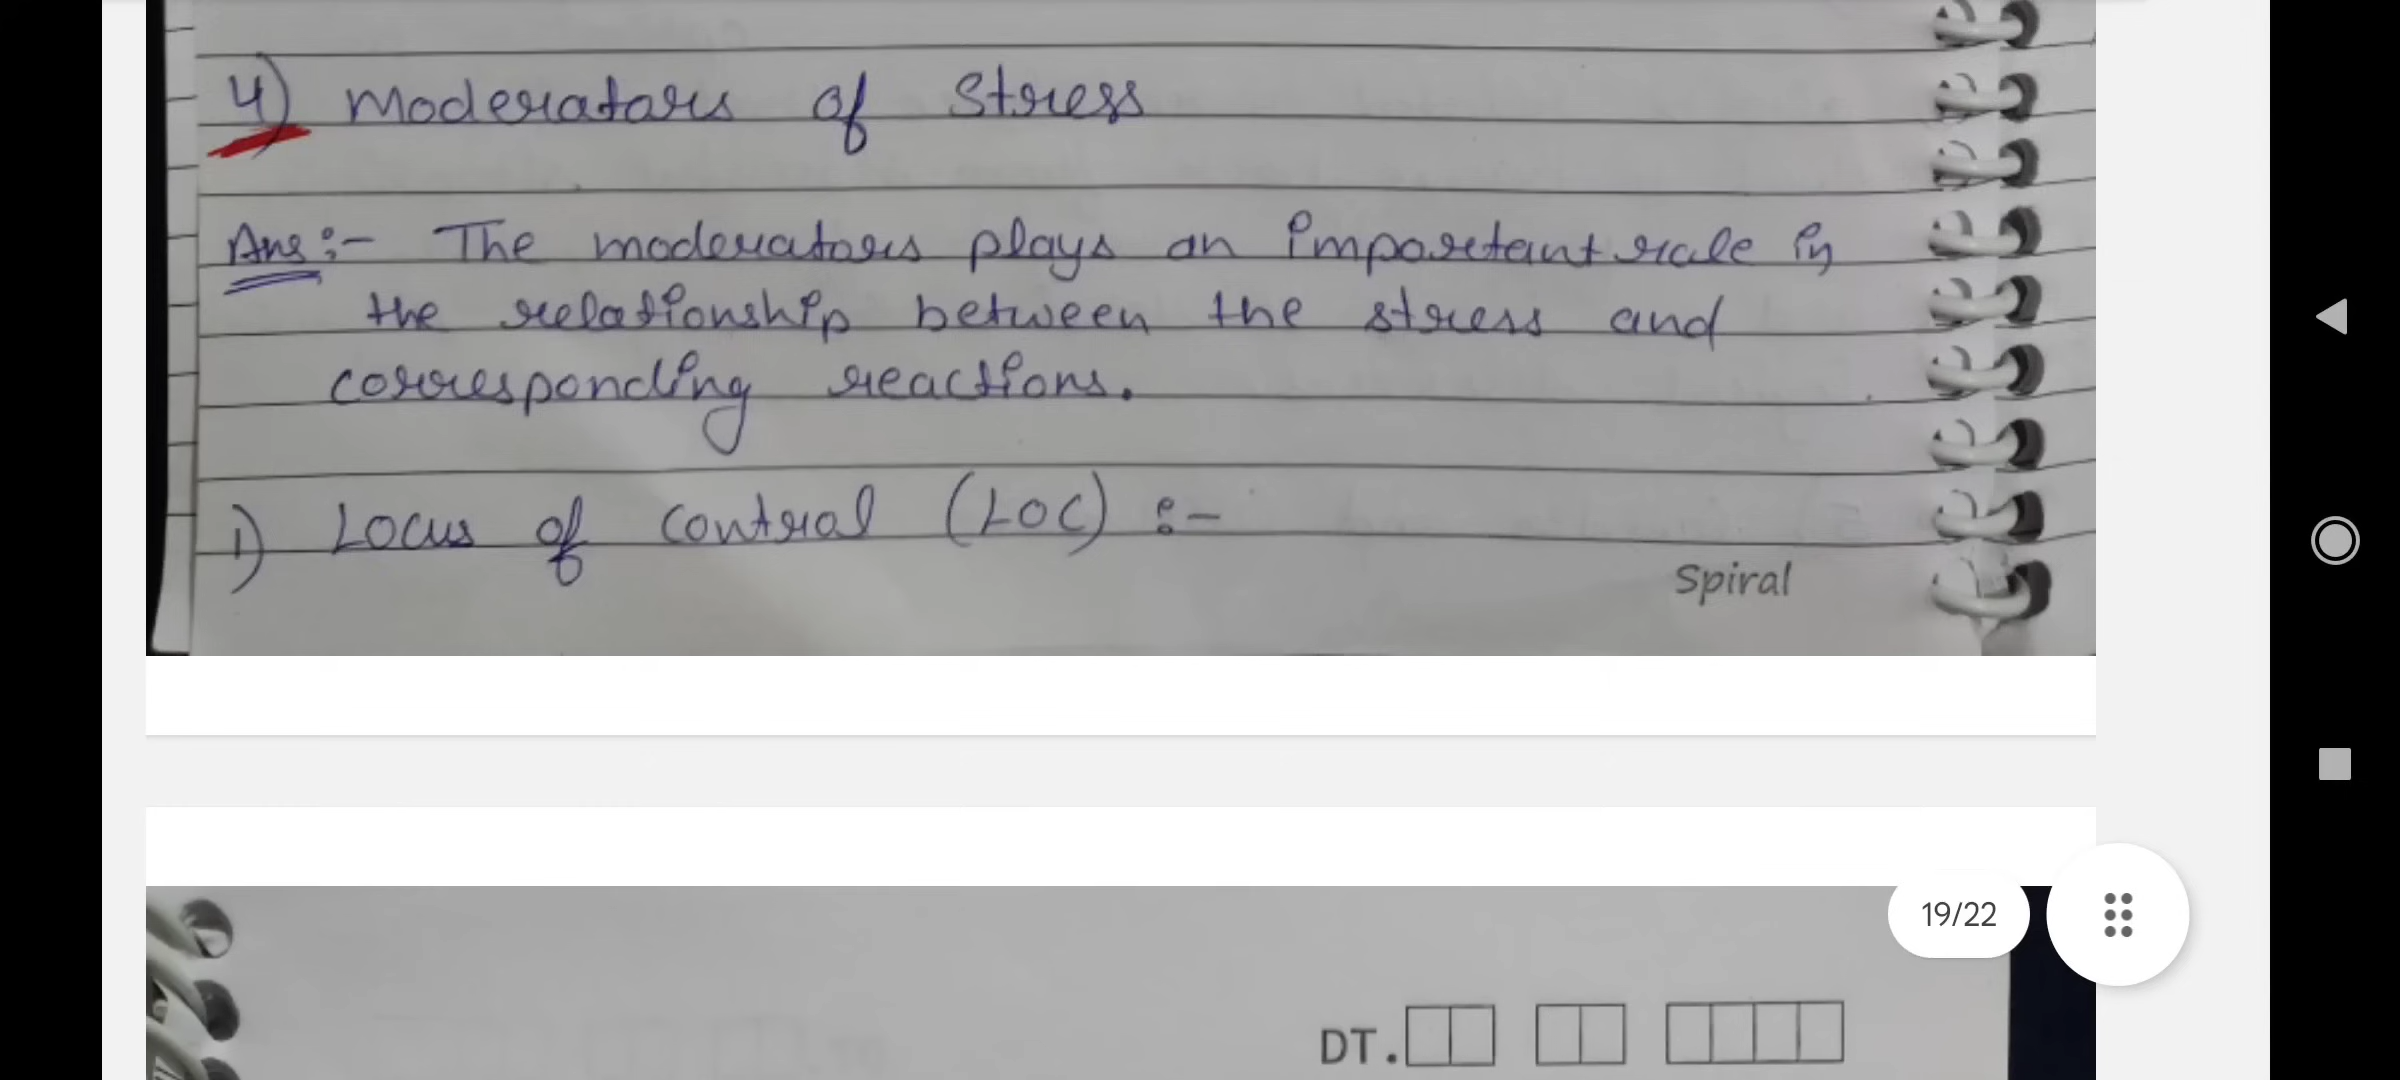 4) Moderators of Stress
Ans:- The moderators plays an important role in
the relationship between the stress and
corresponding reactions.
1) Locus of control (LOC) :-
Spiral
19/22
DT.